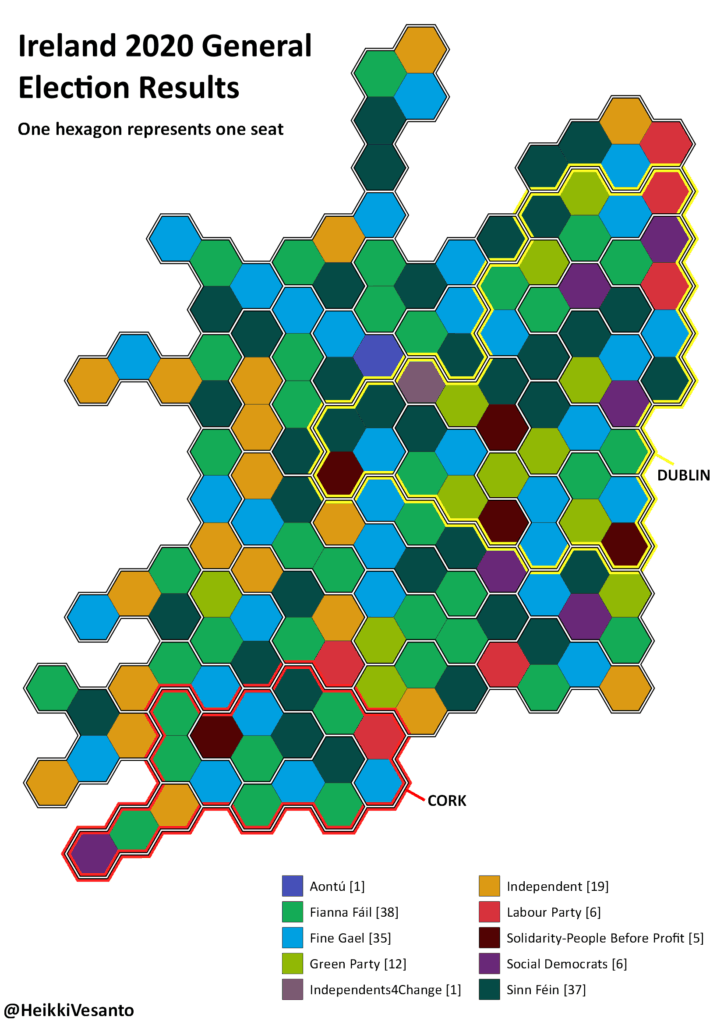 Ireland 2020 General
Election Results
One hexagon represents one seat
DUBLIN
CORK
Aontú [1]
Fianna Fáil [38]
Fine Gael [35]
Green Party [12]
Independents4Change [1]
Independent [19]
Labour Party [6]
Solidarity-People Before Profit [5]
Social Democrats [6]
Sinn Féin [37]
@HeikkiVesanto